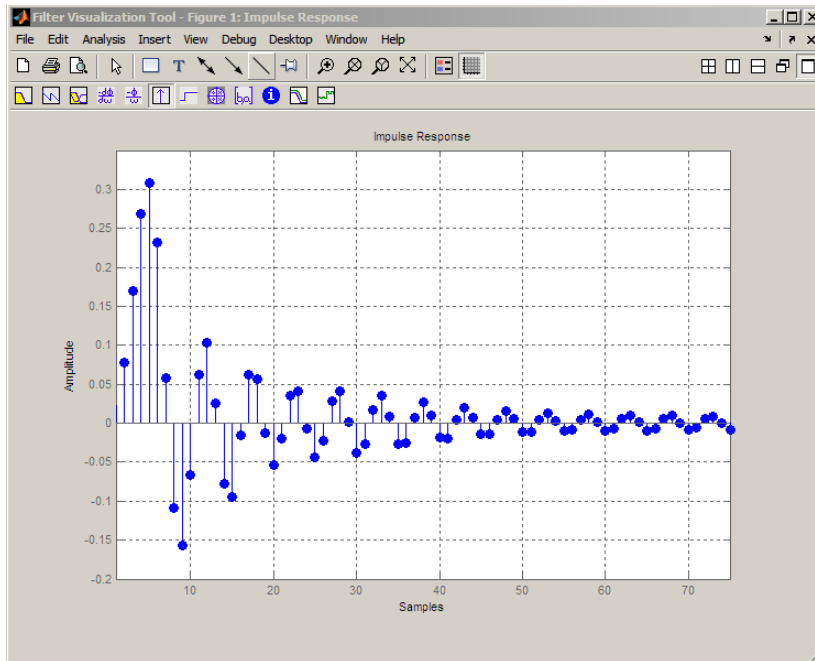 Filter Visualization Tool - Figure 1: Impulse Response
File Edit Analysis Insert View Debug Desktop Window Help
T
Impulse Response
0.3
0.25
0.2
0.15
0.1
0.05
0
-0.05
-0.1
-0.15
-0.2
Amplitude
10 20 30 40 50 60 70
Samples